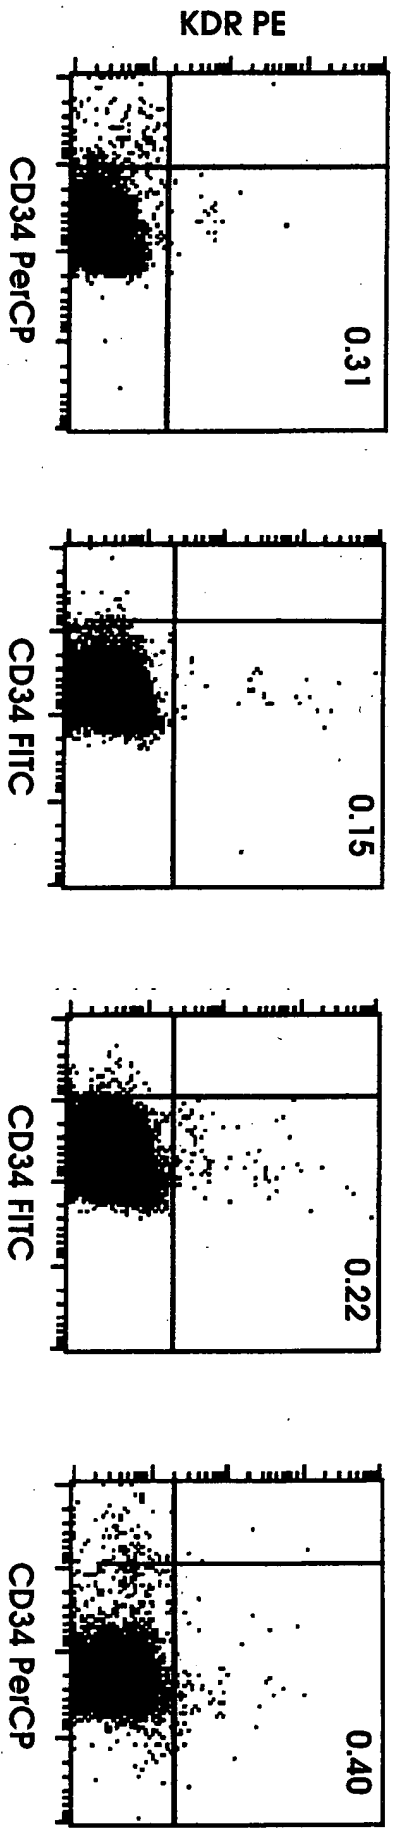 KDR PE
0.31
CD34 PerCP
0.15
CD34 FITC
0.22
CD34 FITC
0.40
CD34 PerCP